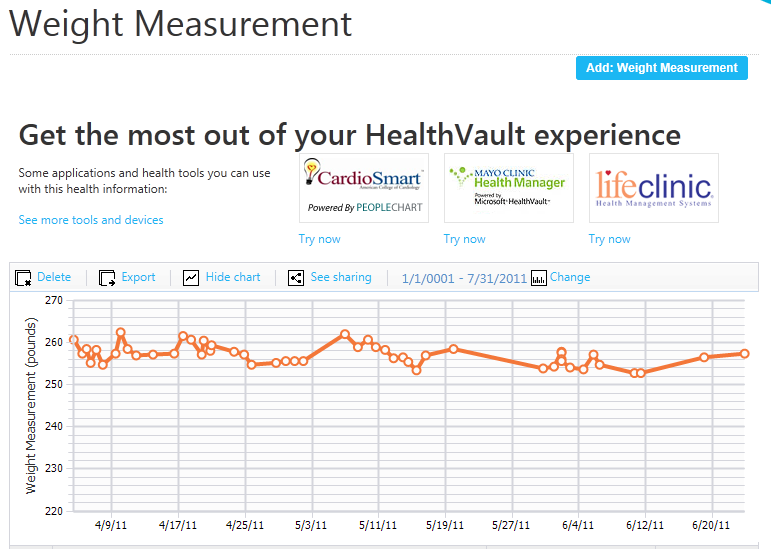 Weight Measurement
Add: Weight Measurement
Get the most out of your HealthVault experience
Some applications and health tools you can use
with this health information:
See more tools and devices
CardioSmart
American College of Cardiology
Powered By PEOPLECHART
Try now
MAYO CLINIC
Health Manager
Powered by
Microsoft HealthVault™
Try now
lifeclinic.
Health Management Systems
Try now
Delete
Export
Hide chart
See sharing
1/1/0001 - 7/31/2011
Change
Weight Measurement (pounds)
270
260
250
240
230
220
4/9/11
4/17/11
4/25/11
5/3/11
5/11/11
5/19/11
5/27/11
6/4/11
6/12/11
6/20/11